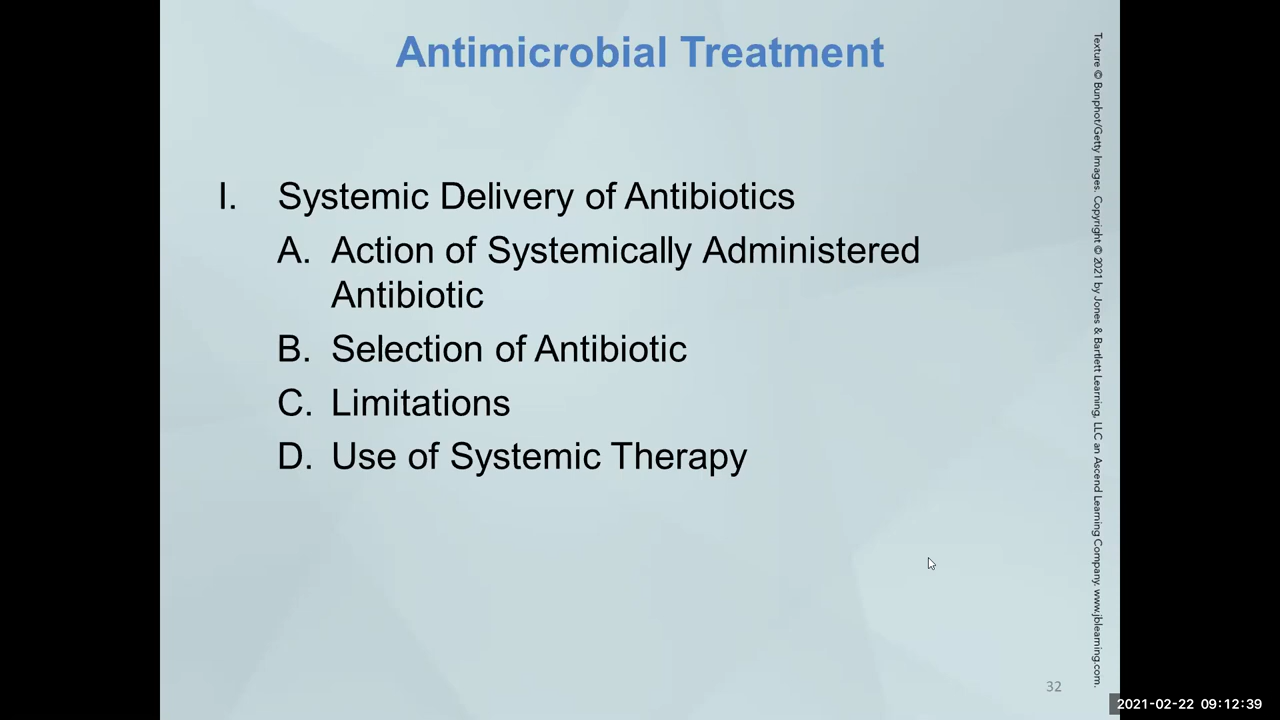 Antimicrobial Treatment
I. Systemic Delivery of Antibiotics
A. Action of Systemically Administered
Antibiotic
B. Selection of Antibiotic
C. Limitations
D. Use of Systemic Therapy
Texture © Bunphot/Getty Images. Copyright © 2021 by Jones & Bartlett Learning, LLC an Ascend Learning Company. www.jblearning.com.
32
2021-02-22 09:12:39